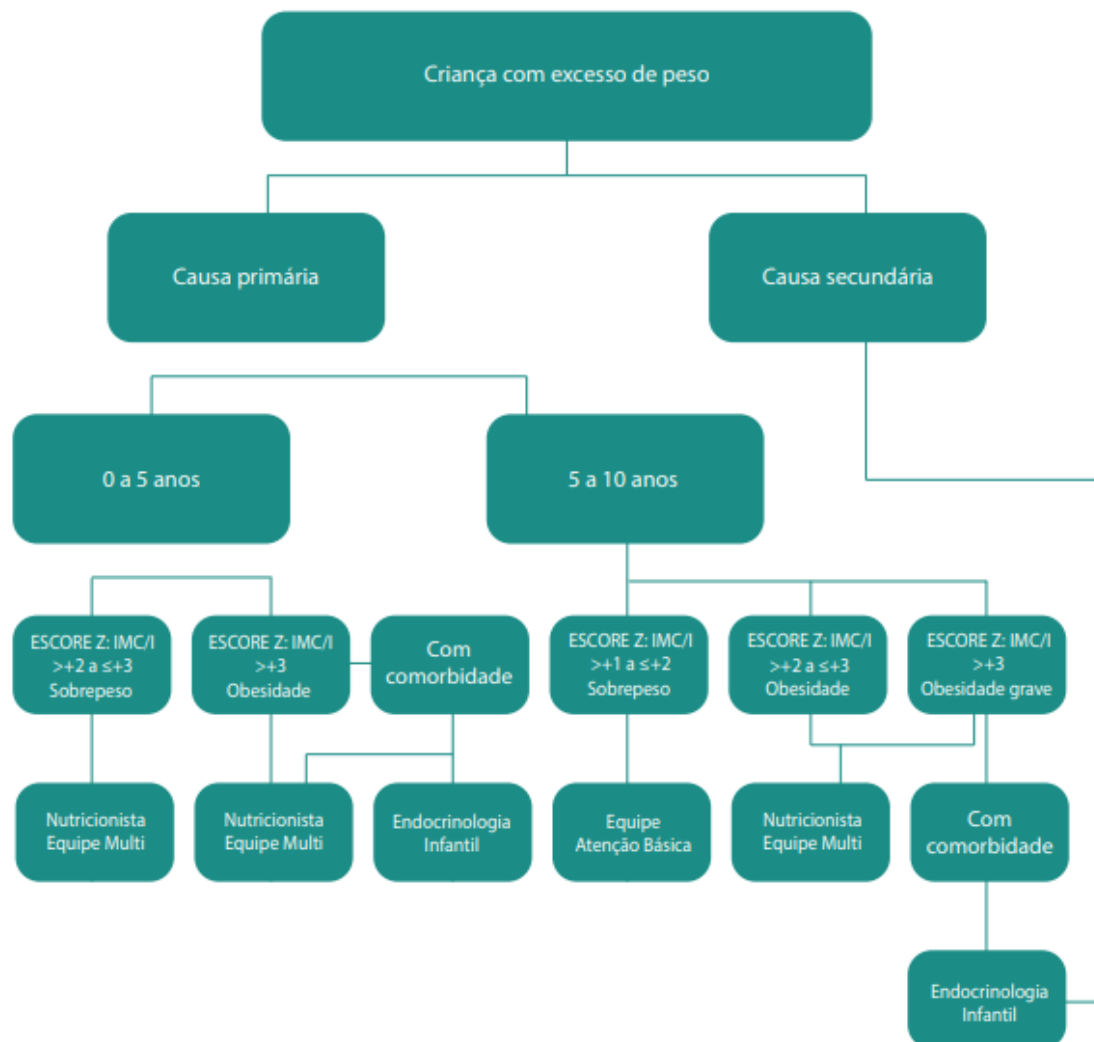 Criança com excesso de peso
Causa primária
Causa secundária
0 a 5 anos
5 a 10 anos
ESCORE Z: IMC/I
>+2 a ≤+3
Sobrepeso
ESCORE Z: IMC/I
>+3
Obesidade
Com
comorbidade
ESCORE Z: IMC/I
>+1 a ≤+2
Sobrepeso
ESCORE Z: IMC/I
>+2 a ≤+3
Obesidade
ESCORE Z: IMC/I
>+3
Obesidade grave
Nutricionista
Equipe Multi
Nutricionista
Equipe Multi
Endocrinologia
Infantil
Equipe
Atenção Básica
Nutricionista
Equipe Multi
Com
comorbidade
Endocrinologia
Infantil